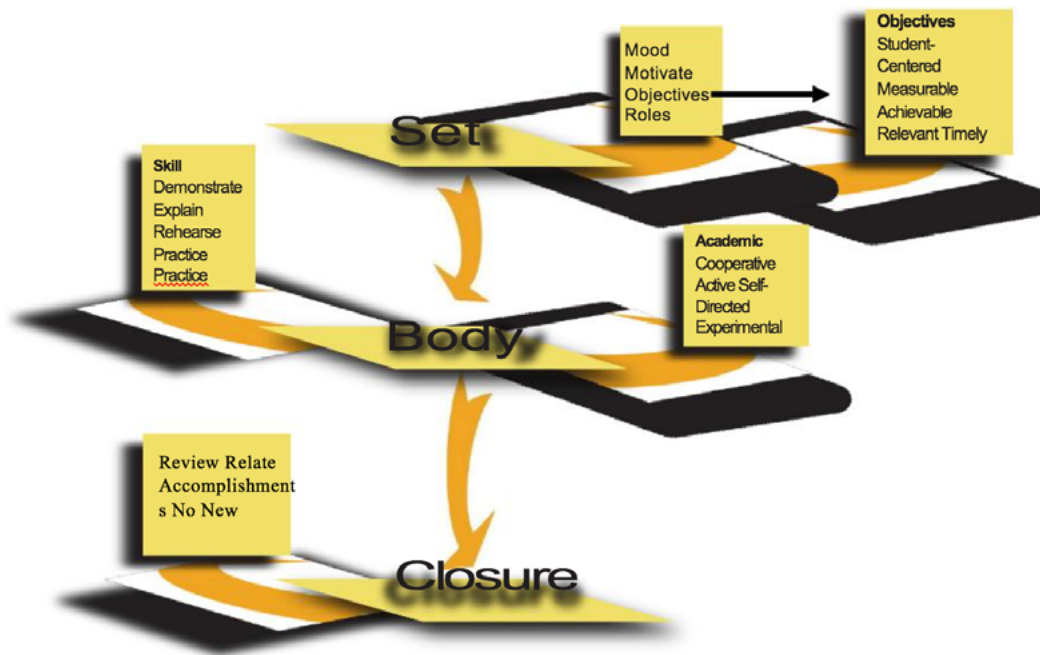 Mood
Motivate
Objectives
Roles
Objectives
Student-
Centered
Measurable
Achievable
Relevant Timely
Set
Skill
Demonstrate
Explain
Rehearse
Practice
Practice
Academic
Cooperative
Active Self-
Directed
Experimental
Body
Review Relate
Accomplishment
s No New
Closure